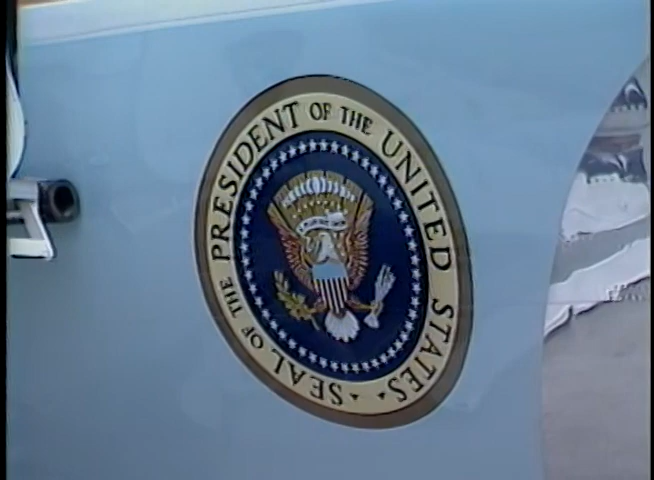 SEAL OF THE PRESIDENT OF THE UNITED STATES